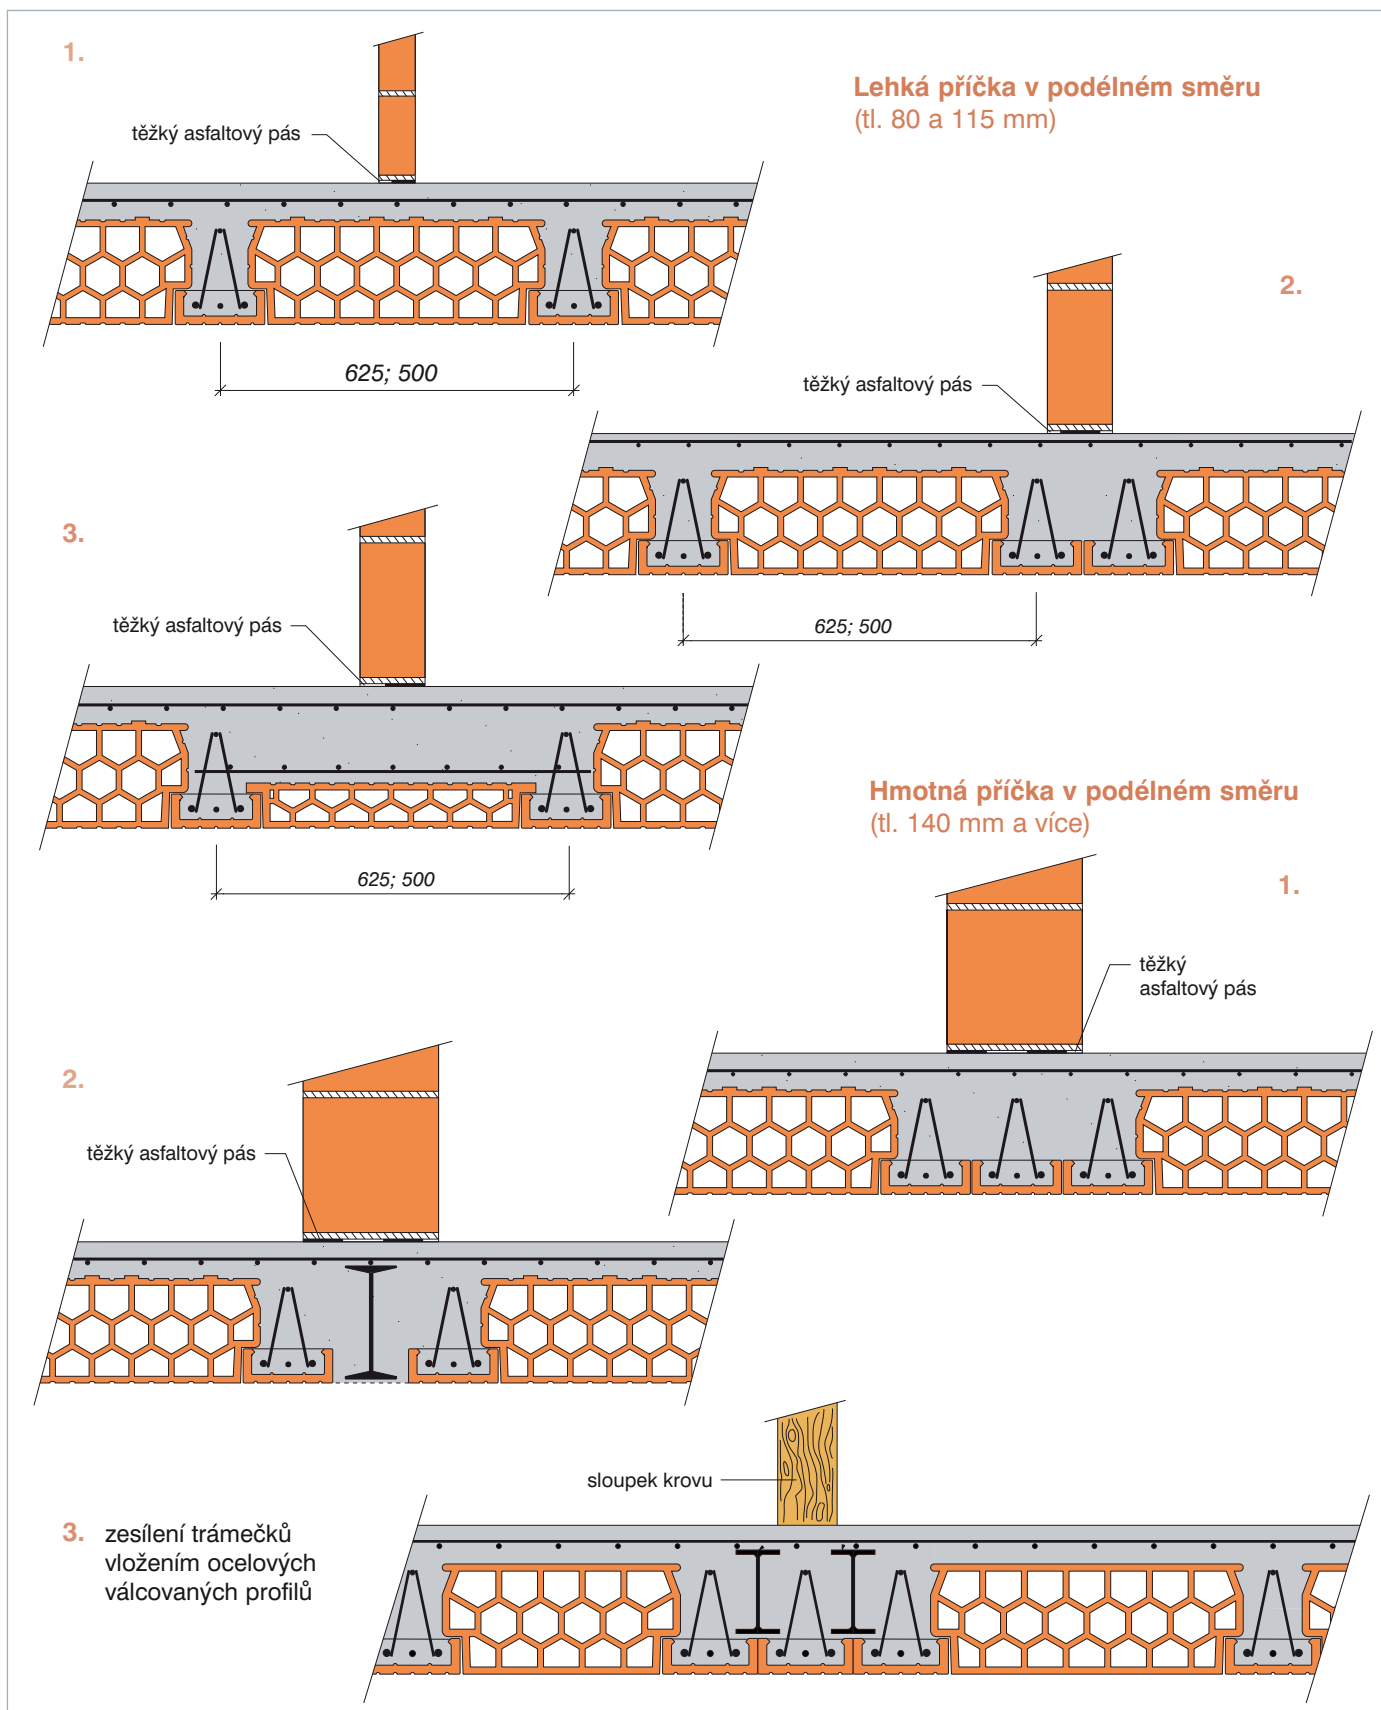 1.
Lehká příčka v podélném směru
(tl. 80 a 115 mm)
těžký asfaltový pás
625; 500
2.
těžký asfaltový pás
625; 500
3.
těžký asfaltový pás
625; 500
Hmotná příčka v podélném směru
(tl. 140 mm a více)
1.
těžký
asfaltový pás
2.
těžký asfaltový pás
sloupek krovu
3. zesílení trámečků
vložením ocelových
válcovaných profilů